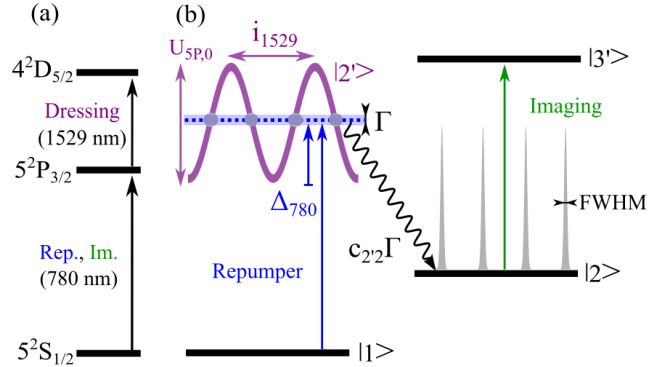 (a)
4²D₅/₂
Dressing
(1529 nm)
5²P₃/₂
Rep., Im.
(780 nm)
5²S₁/₂
(b)
i₁₅₂₉
U₅P,₀
|2'>
Γ
Δ₇₈₀
c₂'₂Γ
Repumper
|1>
|3'>
Imaging
FWHM
|2>